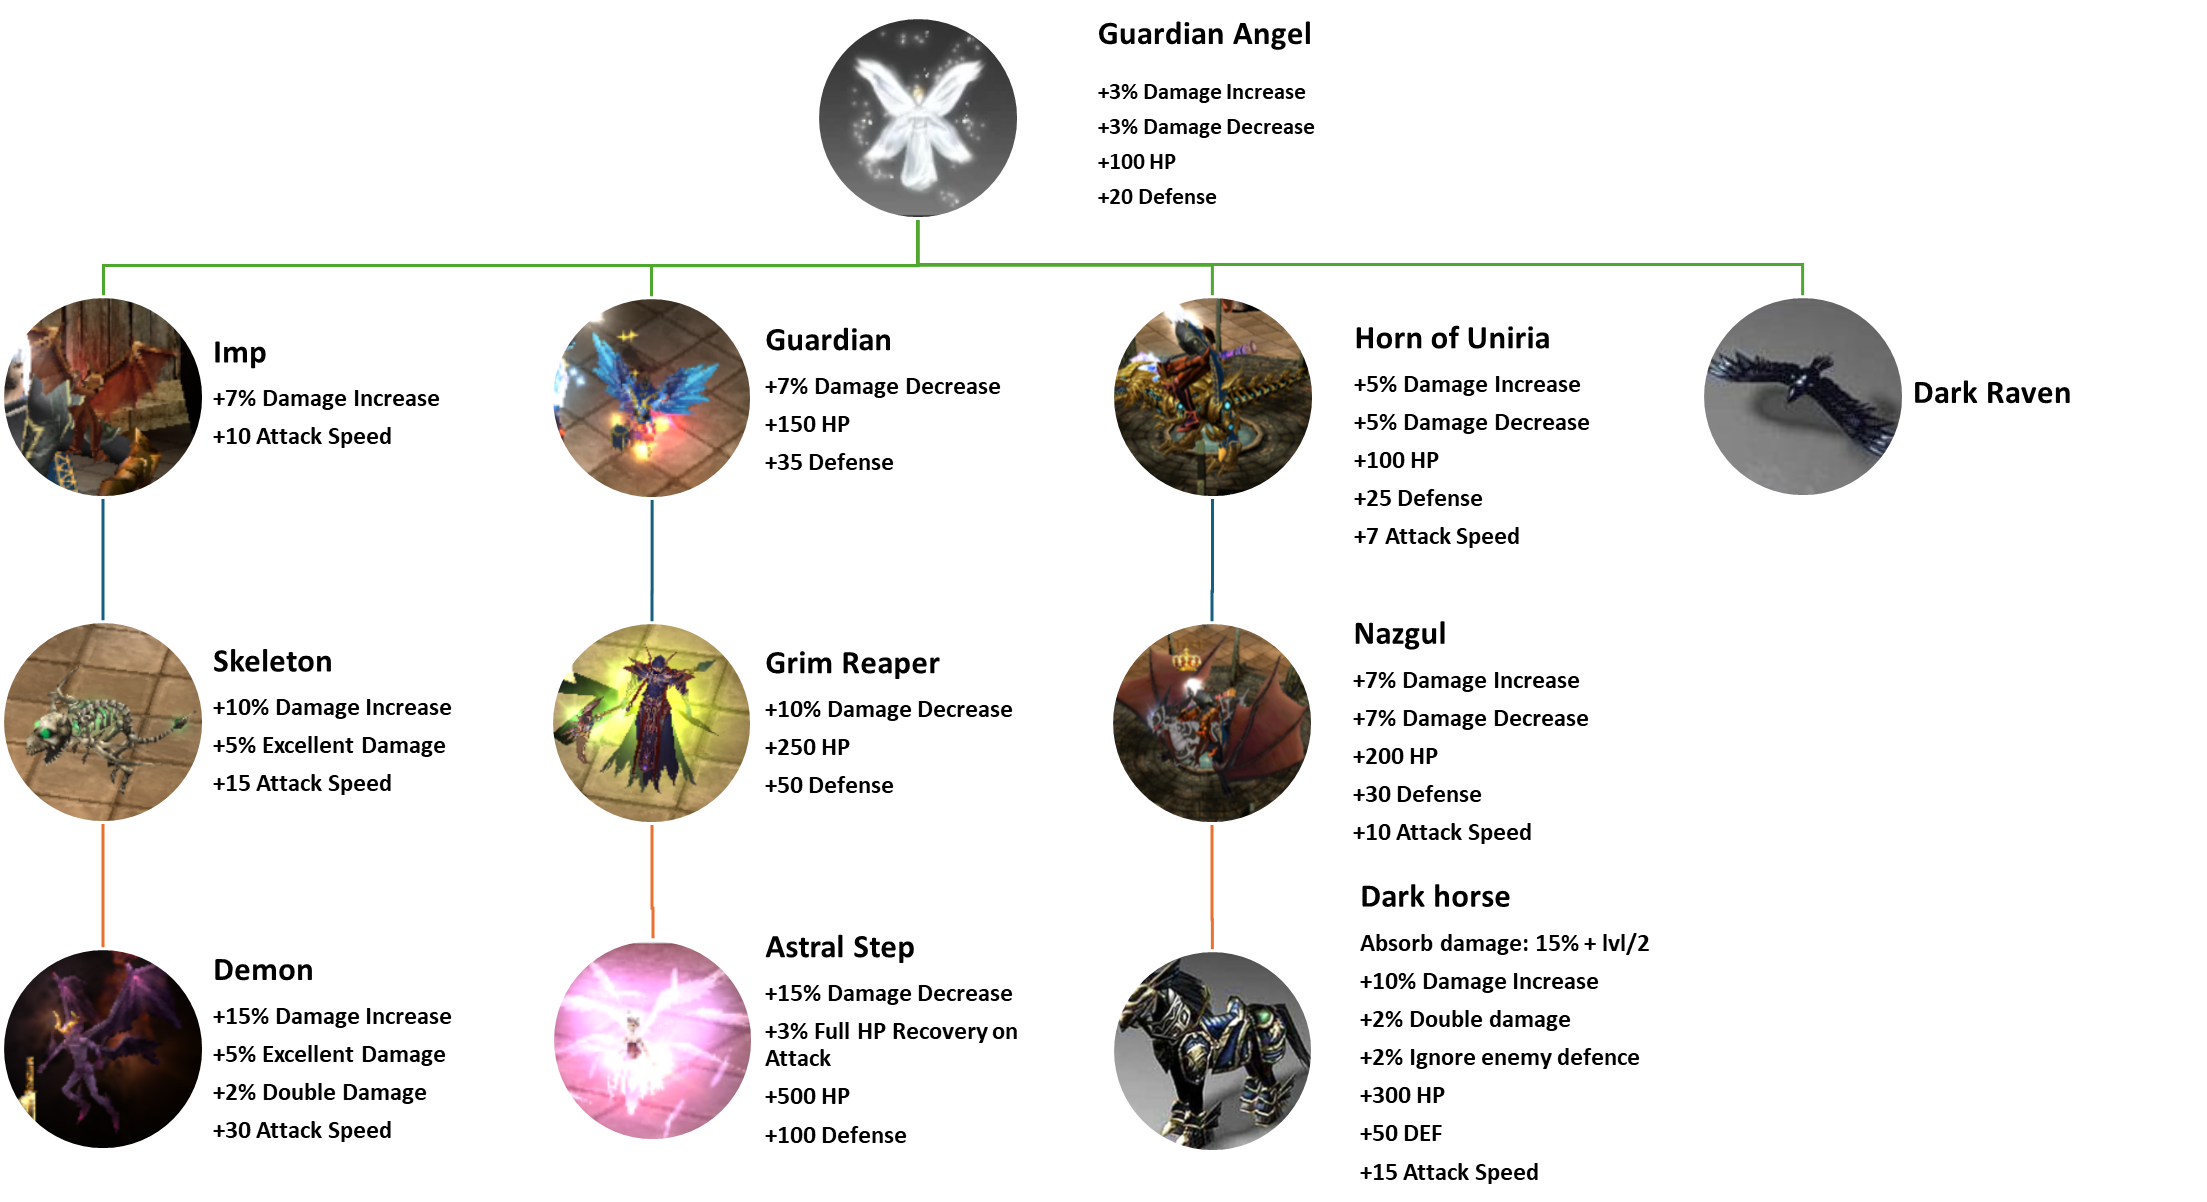 Guardian Angel
+3% Damage Increase
+3% Damage Decrease
+100 HP
+20 Defense
Imp
+7% Damage Increase
+10 Attack Speed
Guardian
+7% Damage Decrease
+150 HP
+35 Defense
Horn of Uniria
+5% Damage Increase
+5% Damage Decrease
+100 HP
+25 Defense
+7 Attack Speed
Dark Raven
Skeleton
+10% Damage Increase
+5% Excellent Damage
+15 Attack Speed
Grim Reaper
+10% Damage Decrease
+250 HP
+50 Defense
Nazgul
+7% Damage Increase
+7% Damage Decrease
+200 HP
+30 Defense
+10 Attack Speed
Demon
+15% Damage Increase
+5% Excellent Damage
+2% Double Damage
+30 Attack Speed
Astral Step
+15% Damage Decrease
+3% Full HP Recovery on
Attack
+500 HP
+100 Defense
Dark horse
Absorb damage: 15% + lvl/2
+10% Damage Increase
+2% Double damage
+2% Ignore enemy defence
+300 HP
+50 DEF
+15 Attack Speed